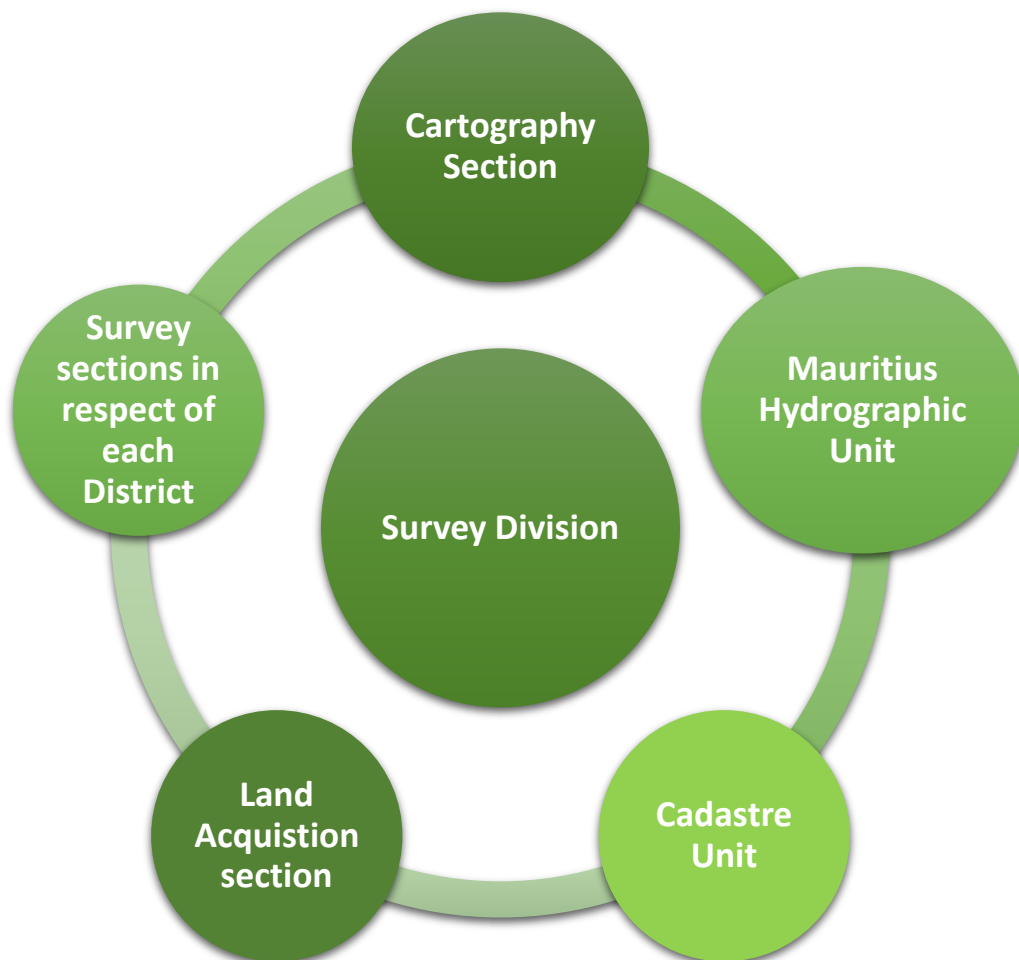 Cartography
Section
Mauritius
Hydrographic
Unit
Survey
sections in
respect of
each
District
Survey Division
Land
Acquistion
section
Cadastre
Unit